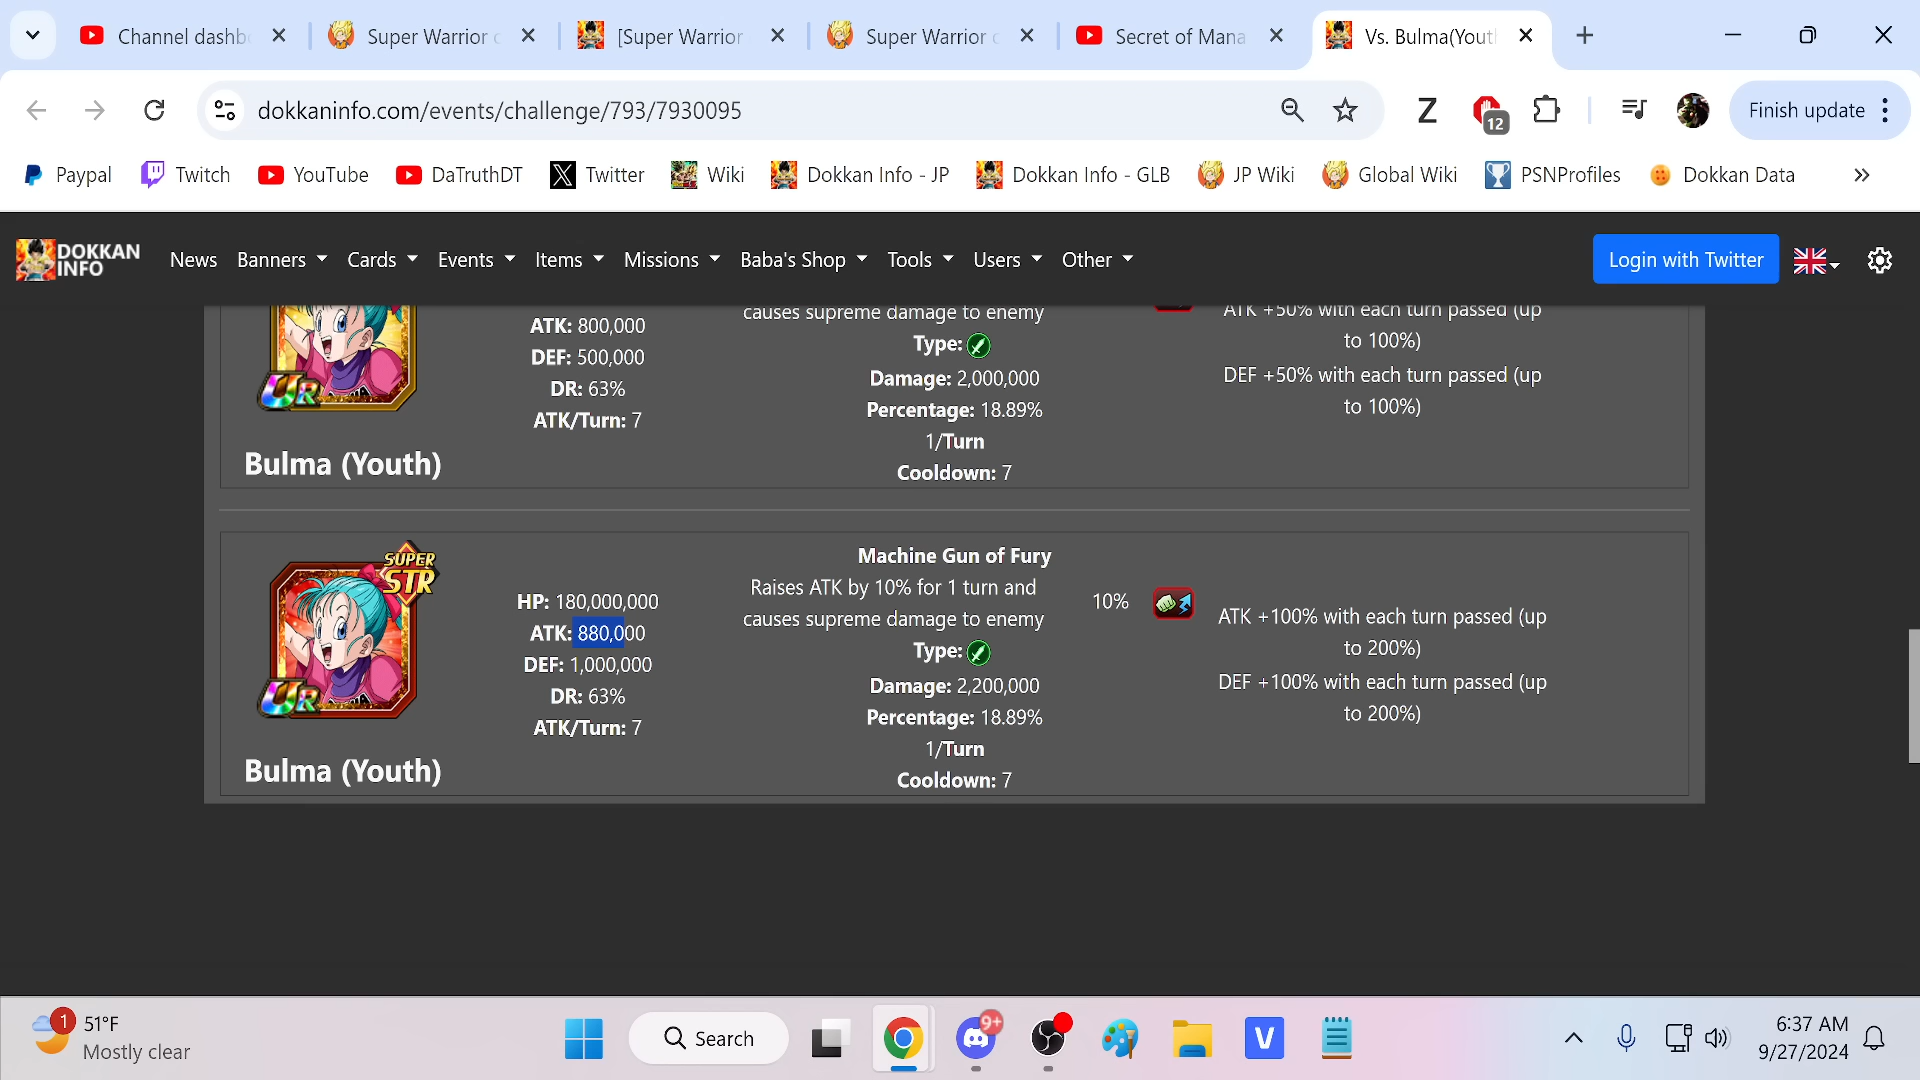 Channel dashb
Super Warrior c
[Super Warrior
Super Warrior c
Secret of Mana
Vs. Bulma(Yout
dokkaninfo.com/events/challenge/793/7930095
Z
12
Finish update
Paypal
Twitch
YouTube
DaTruthDT
Twitter
Wiki
Dokkan Info - JP
Dokkan Info - GLB
JP Wiki
Global Wiki
PSNProfiles
Dokkan Data
»
DOKKAN
INFO
News
Banners
Cards
Events
Items
Missions
Baba's Shop
Tools
Users
Other
Login with Twitter
UR
Bulma (Youth)
ATK: 800,000
DEF: 500,000
DR: 63%
ATK/Turn: 7
causes supreme damage to enemy
Type:
Damage: 2,000,000
Percentage: 18.89%
1/Turn
Cooldown: 7
ATK +50% with each turn passed (up
to 100%)
DEF +50% with each turn passed (up
to 100%)
SUPER
STR
UR
Bulma (Youth)
HP: 180,000,000
ATK: 880,000
DEF: 1,000,000
DR: 63%
ATK/Turn: 7
Machine Gun of Fury
Raises ATK by 10% for 1 turn and
causes supreme damage to enemy
Type:
Damage: 2,200,000
Percentage: 18.89%
1/Turn
Cooldown: 7
10%
ATK +100% with each turn passed (up
to 200%)
DEF +100% with each turn passed (up
to 200%)
1
51°F
Mostly clear
Search
9+
V
6:37 AM
9/27/2024